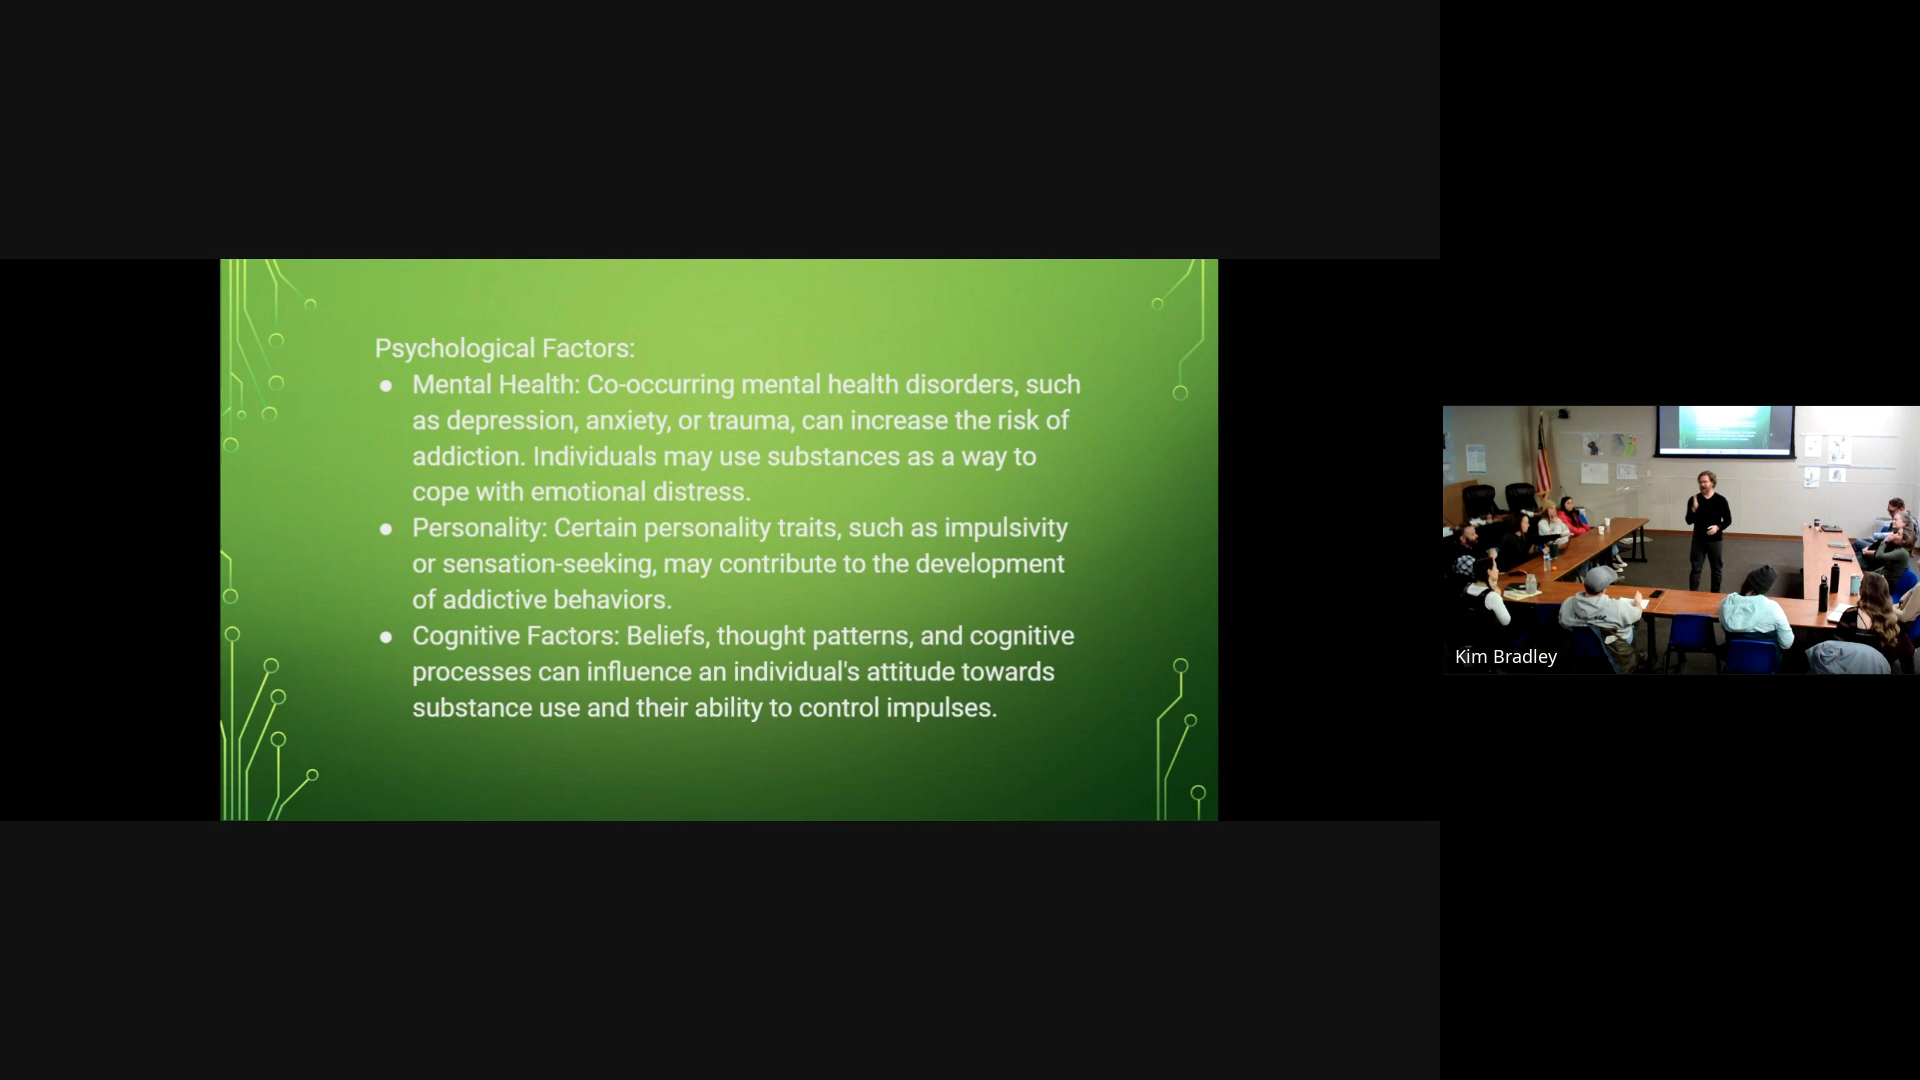 Psychological Factors:
● Mental Health: Co-occurring mental health disorders, such
as depression, anxiety, or trauma, can increase the risk of
addiction. Individuals may use substances as a way to
cope with emotional distress.
● Personality: Certain personality traits, such as impulsivity
or sensation-seeking, may contribute to the development
of addictive behaviors.
● Cognitive Factors: Beliefs, thought patterns, and cognitive
processes can influence an individual's attitude towards
substance use and their ability to control impulses.
Kim Bradley